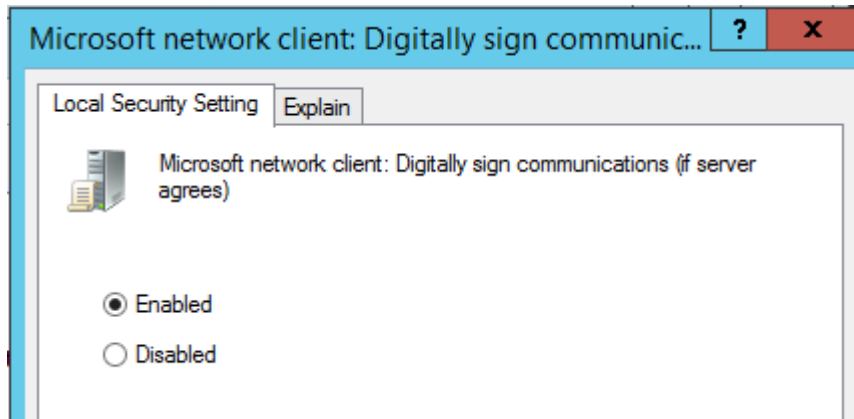 Microsoft network client: Digitally sign communic... ? x
Local Security Setting Explain
Microsoft network client: Digitally sign communications (if server
agrees)
Enabled
Disabled